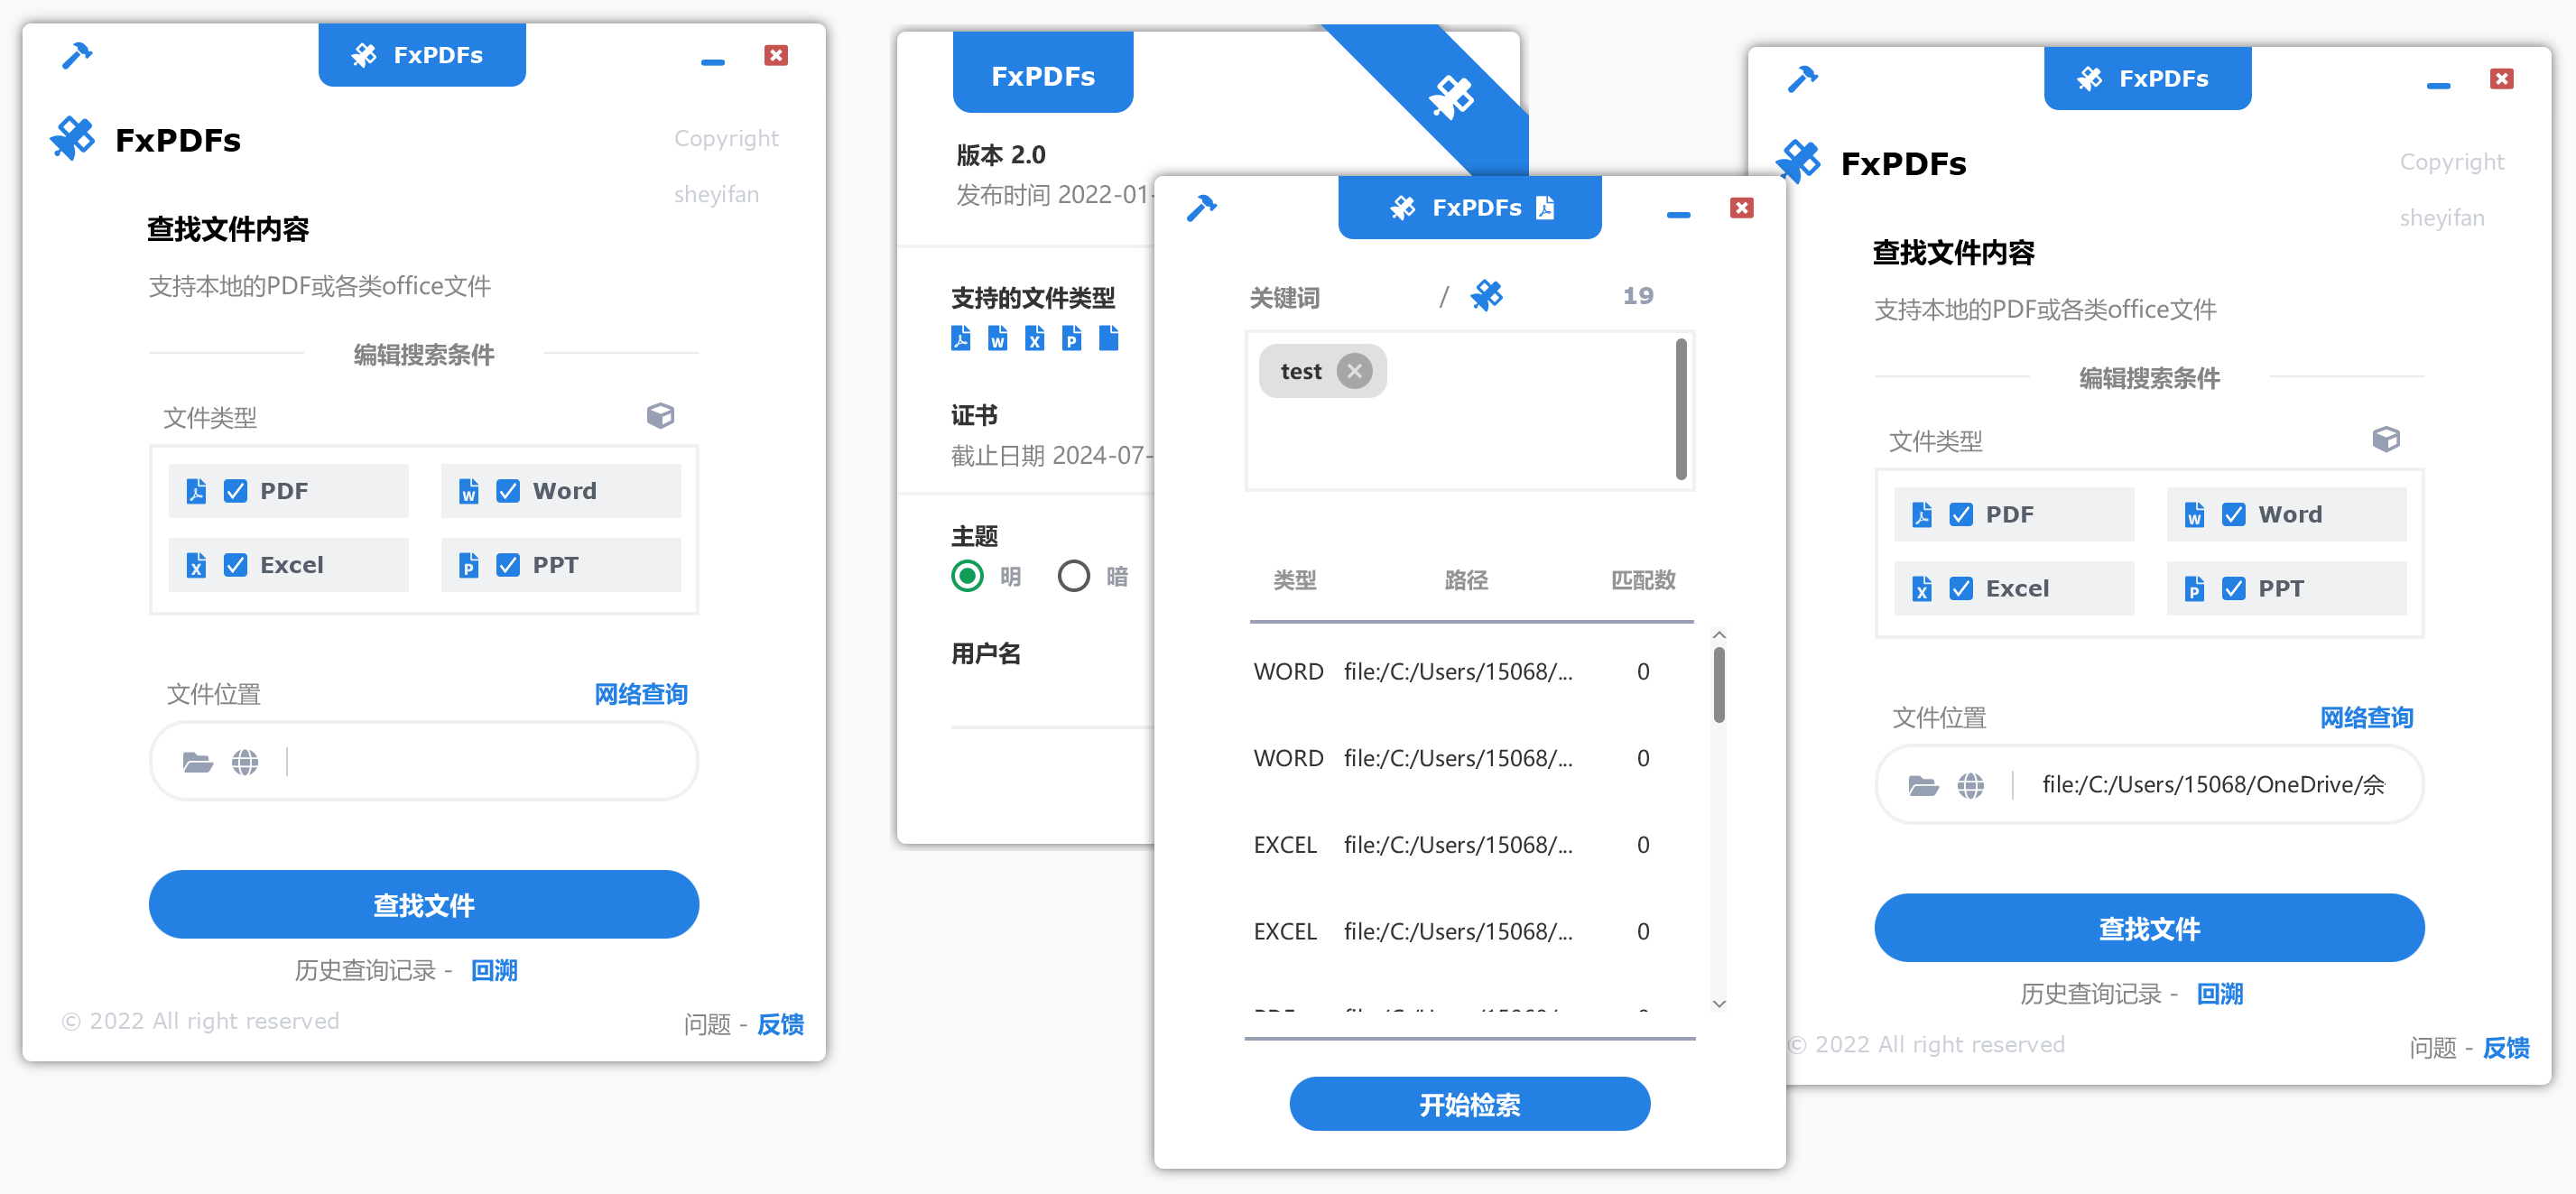 FxPDFs
FxPDFs
Copyright
sheyifan
查找文件内容
支持本地的PDF或各类office文件
编辑搜索条件
文件类型
PDF
Word
Excel
PPT
文件位置
网络查询
查找文件
历史查询记录 - 回溯
© 2022 All right reserved
问题 - 反馈
FxPDFs
版本 2.0
发布时间 2022-01-
支持的文件类型
证书
截止日期 2024-07-
主题
明 暗
用户名
FxPDFs
关键词 / 19
test
类型 路径 匹配数
WORD file:/C:/Users/15068/... 0
WORD file:/C:/Users/15068/... 0
EXCEL file:/C:/Users/15068/... 0
EXCEL file:/C:/Users/15068/... 0
开始检索
FxPDFs
FxPDFs
Copyright
sheyifan
查找文件内容
支持本地的PDF或各类office文件
编辑搜索条件
文件类型
PDF
Word
Excel
PPT
文件位置
网络查询
file:/C:/Users/15068/OneDrive/佘
查找文件
历史查询记录 - 回溯
© 2022 All right reserved
问题 - 反馈